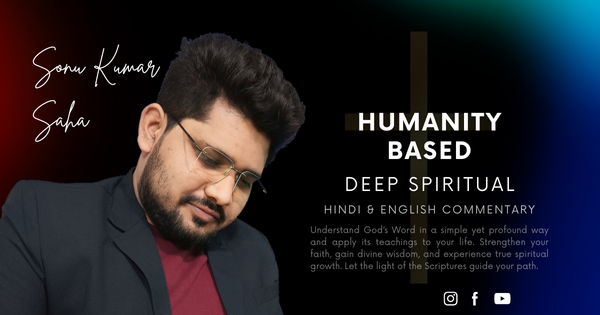 Sonu Kumar
Saha
HUMANITY
BASED
DEEP SPIRITUAL
HINDI & ENGLISH COMMENTARY
Understand God's Word in a simple yet profound way
and apply its teachings to your life. Strengthen your
faith, gain divine wisdom, and experience true spiritual
growth. Let the light of the Scriptures guide your path.